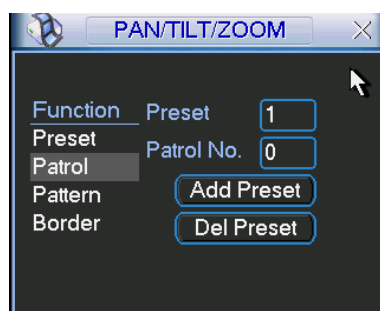 PAN/TILT/ZOOM
Function
Preset
Patrol
Pattern
Border
Preset 1
Patrol No. 0
Add Preset
Del Preset